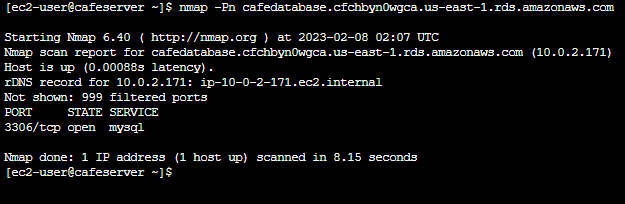 [ec2-user@cafeserver ~]$ nmap -Pn cafedatabase.cfchbyn0wgca.us-east-1.rds.amazonaws.com
Starting Nmap 6.40 ( http://nmap.org ) at 2023-02-08 02:07 UTC
Nmap scan report for cafedatabase.cfchbyn0wgca.us-east-1.rds.amazonaws.com (10.0.2.171)
Host is up (0.00088s latency).
rDNS record for 10.0.2.171: ip-10-0-2-171.ec2.internal
Not shown: 999 filtered ports
PORT     STATE SERVICE
3306/tcp open  mysql
Nmap done: 1 IP address (1 host up) scanned in 8.15 seconds
[ec2-user@cafeserver ~]$